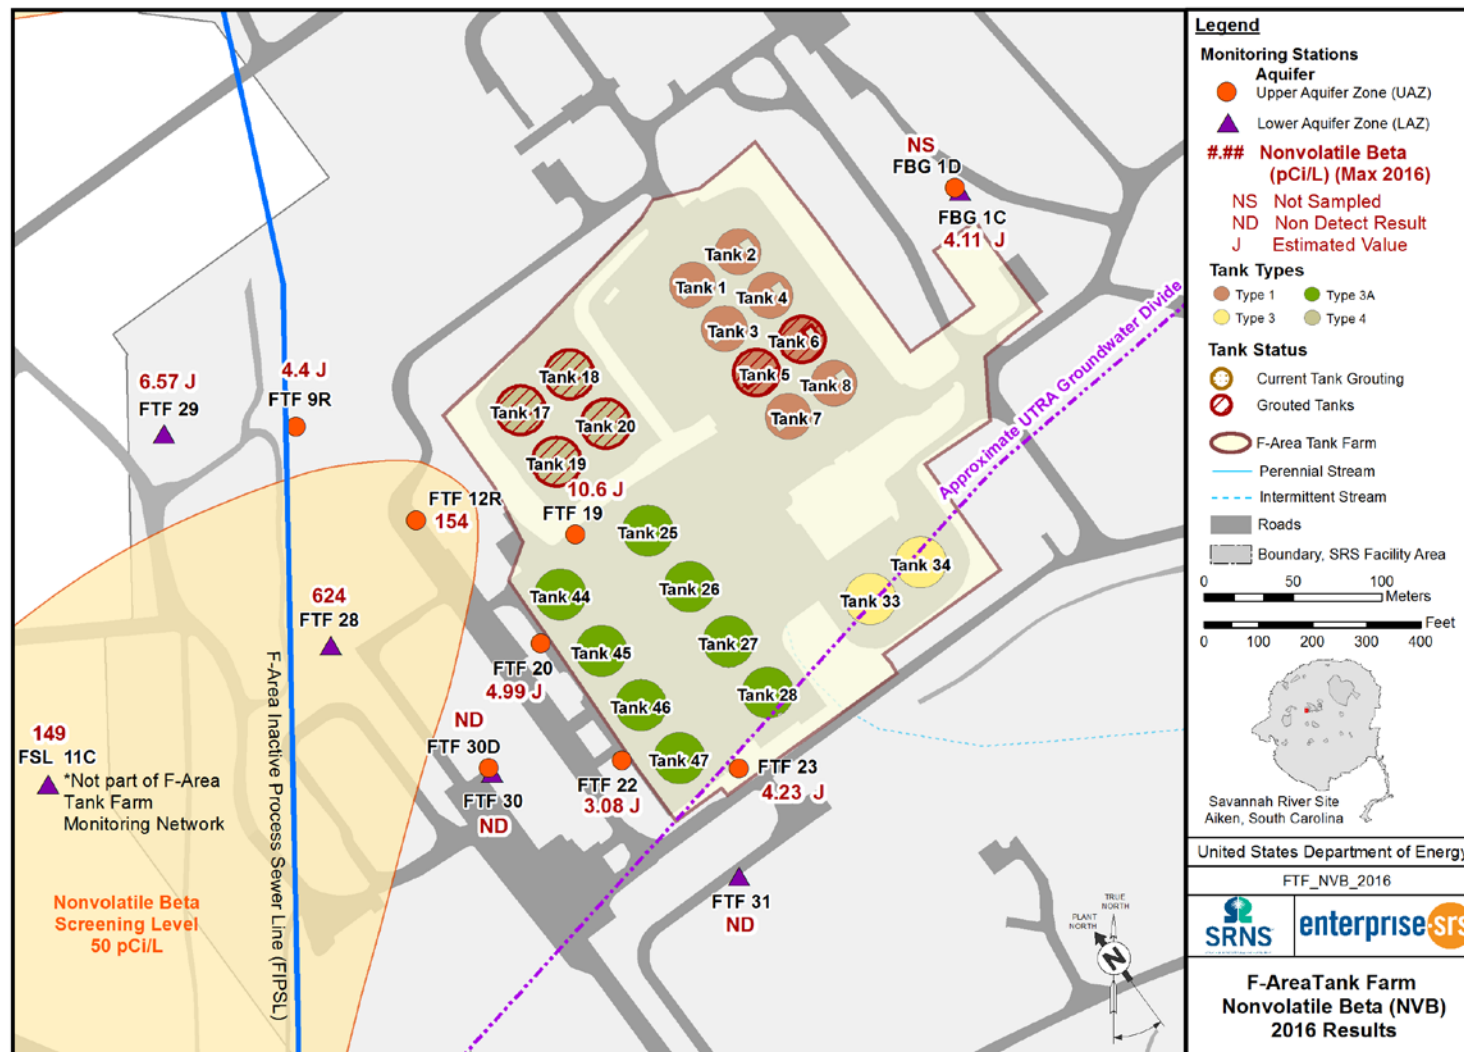 NS
FBG 1D
FBG 1C
4.11 J
Tank 2
Tank 1
Tank 4
Tank 3
Tank 6
Tank 5
Tank 8
Tank 7
Approximate UTRA Groundwater Divide
6.57 J
FTF 29
4.4 J
FTF 9R
Tank 18
Tank 17
Tank 20
Tank 19
10.6 J
FTF 19
FTF 12R
154
Tank 25
Tank 34
Tank 33
Tank 44
Tank 26
624
FTF 28
Tank 45
Tank 27
FTF 20
4.99 J
Tank 28
Tank 46
ND
FTF 30D
FTF 30
ND
Tank 47
FTF 22
3.08 J
FTF 23
4.23 J
149
FSL 11C
*Not part of F-Area
Tank Farm
Monitoring Network
F-Area Inactive Process Sewer Line (FIPSL)
Nonvolatile Beta
Screening Level
50 pCi/L
FTF 31
ND
TRUE
NORTH
PLANT
NORTH
N
Legend
Monitoring Stations
Aquifer
Upper Aquifer Zone (UAZ)
Lower Aquifer Zone (LAZ)
#.## Nonvolatile Beta
(pCi/L) (Max 2016)
NS Not Sampled
ND Non Detect Result
J Estimated Value
Tank Types
Type 1 Type 3A
Type 3 Type 4
Tank Status
Current Tank Grouting
Grouted Tanks
F-Area Tank Farm
Perennial Stream
Intermittent Stream
Roads
Boundary, SRS Facility Area
0 50 100
Meters
Feet
0 100 200 300 400
Savannah River Site
Aiken, South Carolina
United States Department of Energy
FTF_NVB_2016
SRNS
enterprise·srs
F-AreaTank Farm
Nonvolatile Beta (NVB)
2016 Results